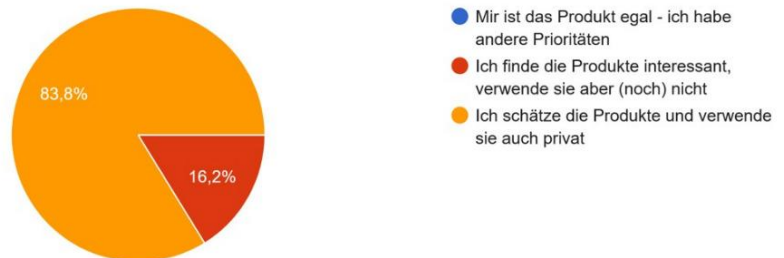 83,8%
16,2%
Mir ist das Produkt egal - ich habe
andere Prioritäten
Ich finde die Produkte interessant,
verwende sie aber (noch) nicht
Ich schätze die Produkte und verwende
sie auch privat